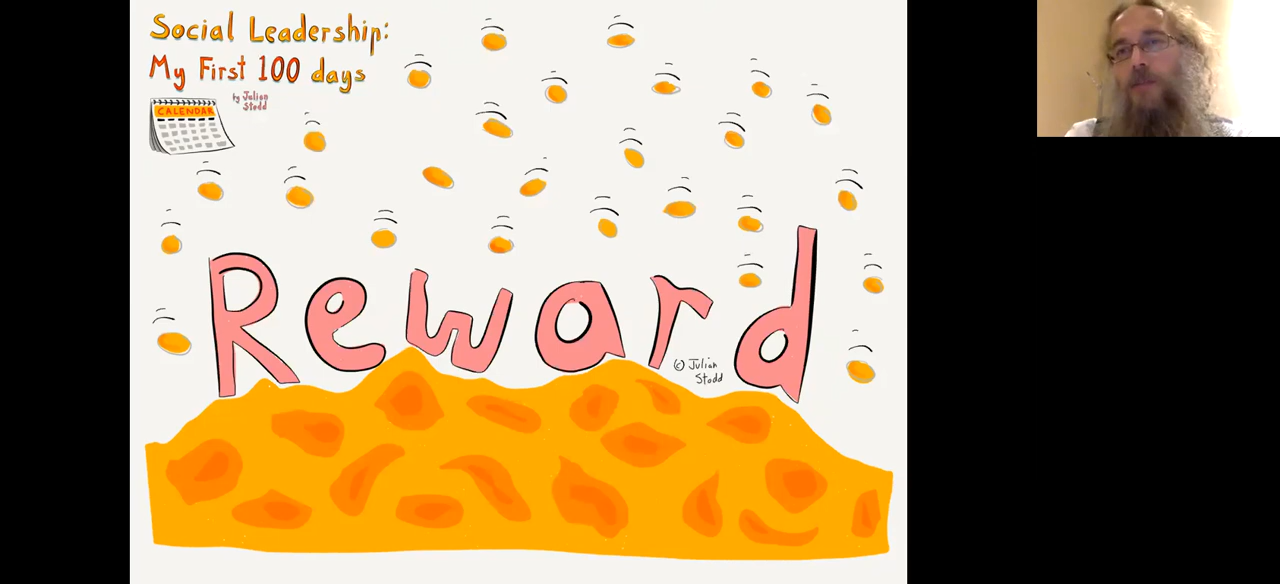 Social Leadership:
My First 100 days
by Julian
Stodd
CALENDAR
Reward
© Julian
Stodd